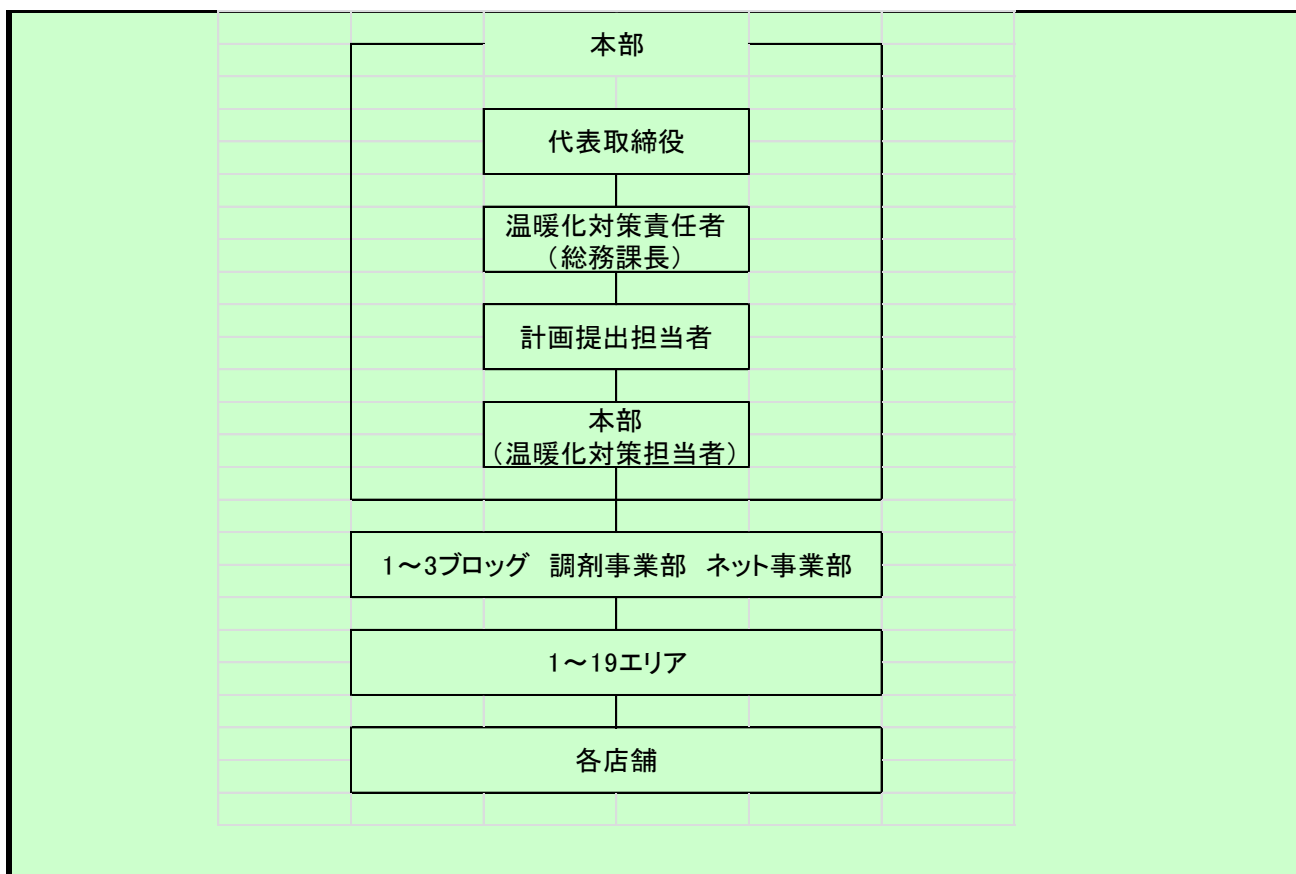 本部
代表取締役
温暖化対策責任者
（総務課長）
計画提出担当者
本部
（温暖化対策担当者）
1～3ブロッグ　調剤事業部　ネット事業部
1～19エリア
各店舗